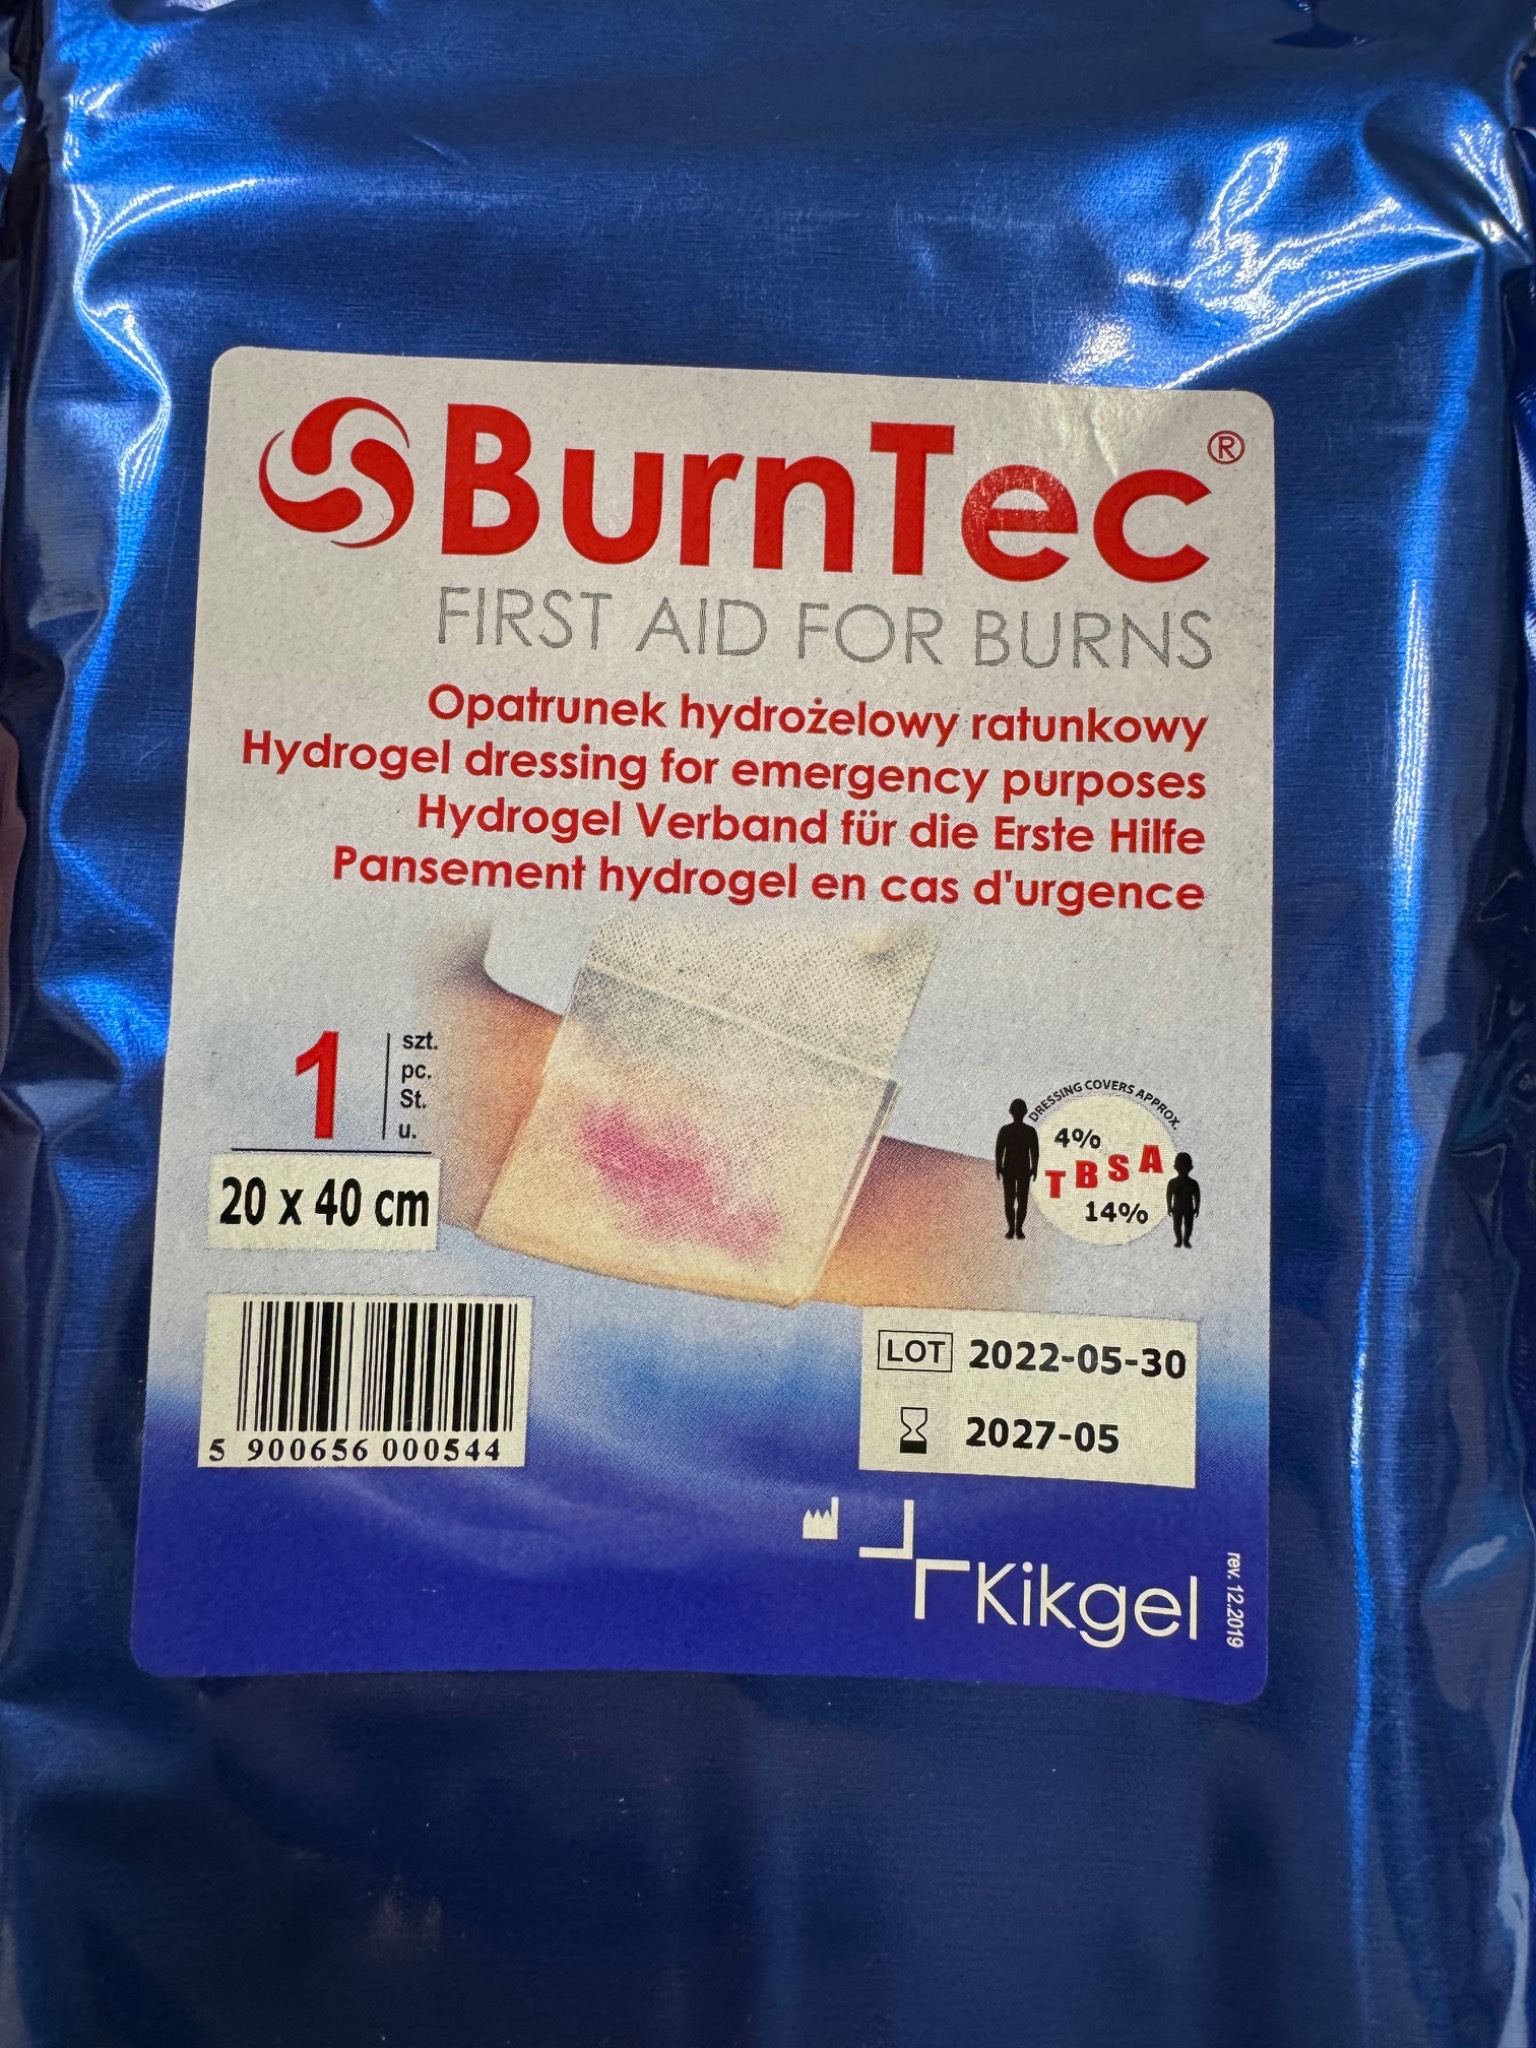 BurnTec®
FIRST AID FOR BURNS
Opatrunek hydrożelowy ratunkowy
Hydrogel dressing for emergency purposes
Hydrogel Verband für die Erste Hilfe
Pansement hydrogel en cas d'urgence
1
szt.
pc.
St.
u.
20 x 40 cm
DRESSING COVERS APPROX.
4%
TBSA
14%
5 900656 000544
LOT 2022-05-30
2027-05
Kikgel
rev. 12.2019